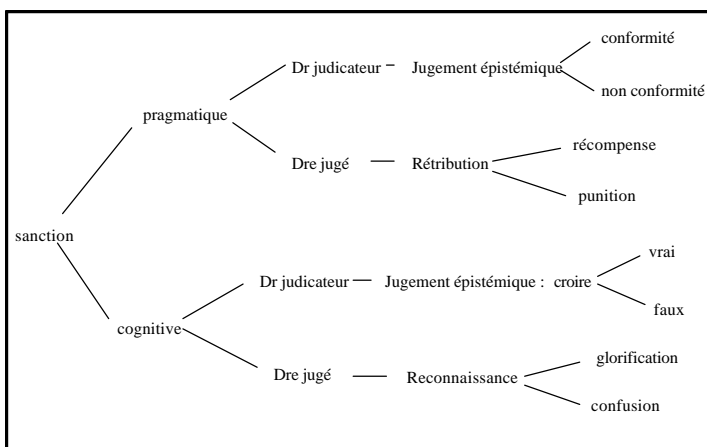 conformité
Dr judicateur – Jugement épistémique
non conformité
pragmatique
récompense
Dre jugé — Rétribution
punition
sanction
vrai
Dr judicateur — Jugement épistémique : croire
faux
cognitive
glorification
Dre jugé — Reconnaissance
confusion